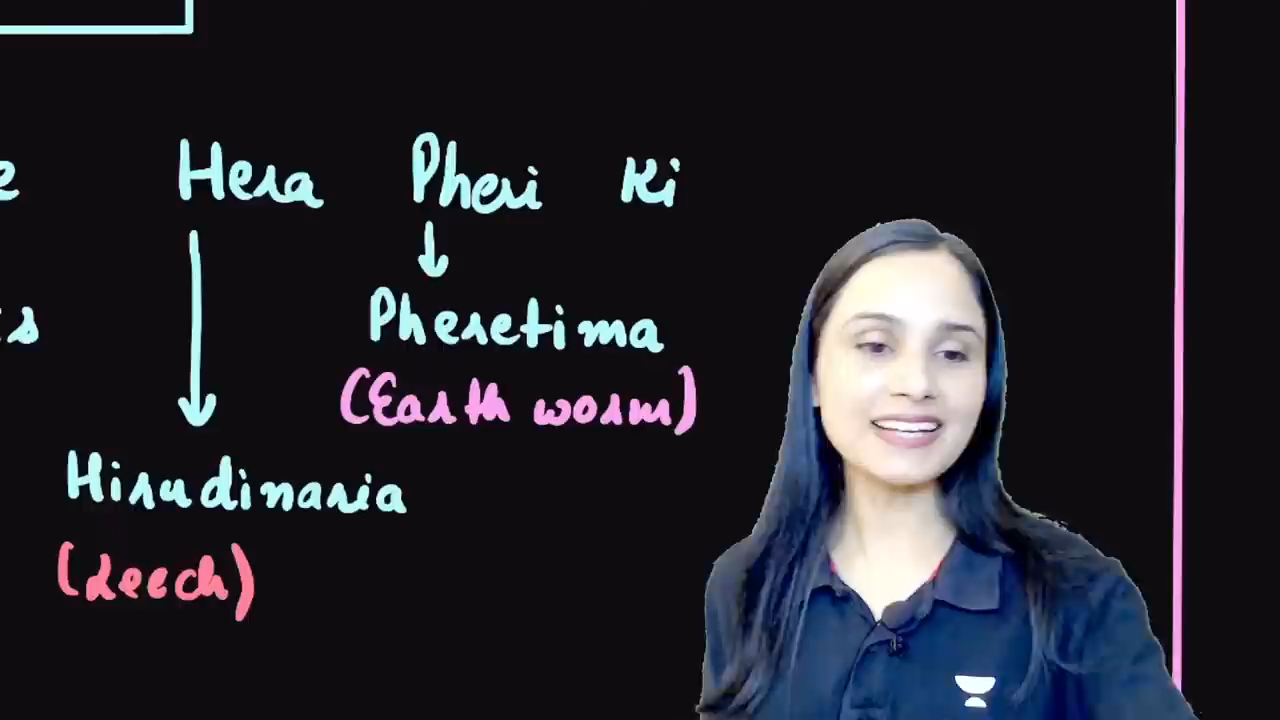 e Hera Pheri Ki
Pheretima
s
(Earth worm)
Hirudinaria
(Leech)